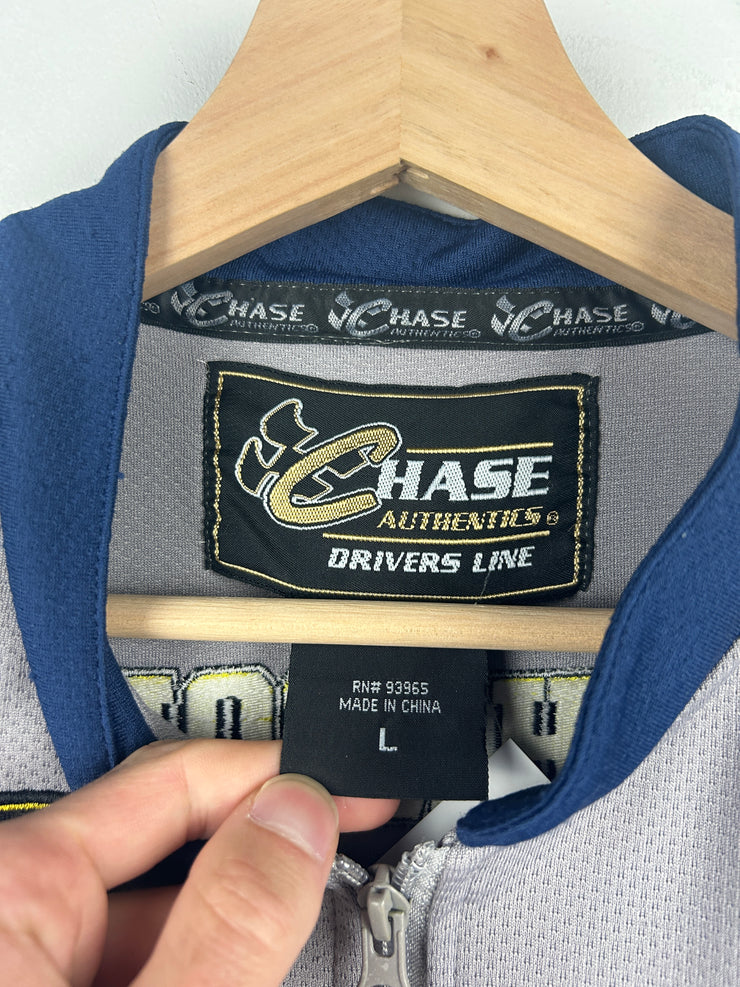 CHASE AUTHENTICS® CHASE AUTHENTICS® CHASE AUTHENTICS®
CHASE
AUTHENTICS®
DRIVERS LINE
RN# 93965
MADE IN CHINA
L